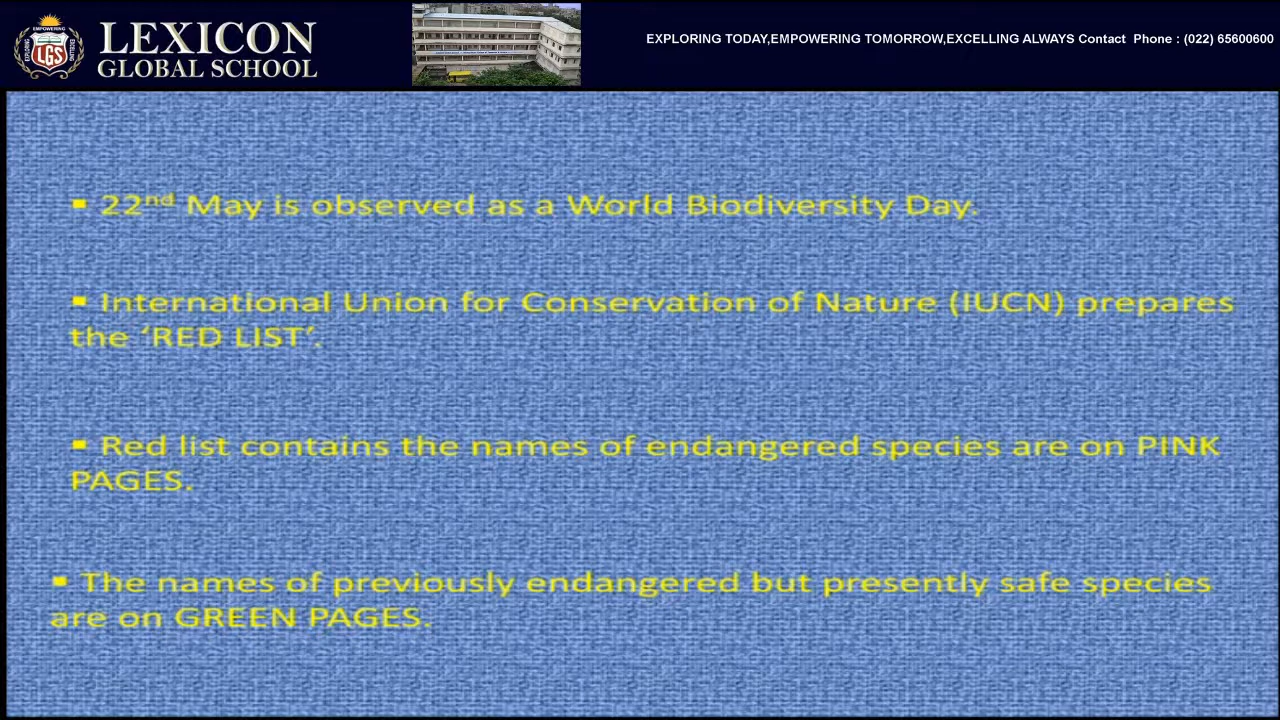 LEXICON
GLOBAL SCHOOL
EMPOWERING
LGS
EXPLORING TODAY,EMPOWERING TOMORROW,EXCELLING ALWAYS Contact Phone : (022) 65600600
▪ 22nd May is observed as a World Biodiversity Day.
▪ International Union for Conservation of Nature (IUCN) prepares
the ‘RED LIST’.
▪ Red list contains the names of endangered species are on PINK
PAGES.
▪ The names of previously endangered but presently safe species
are on GREEN PAGES.